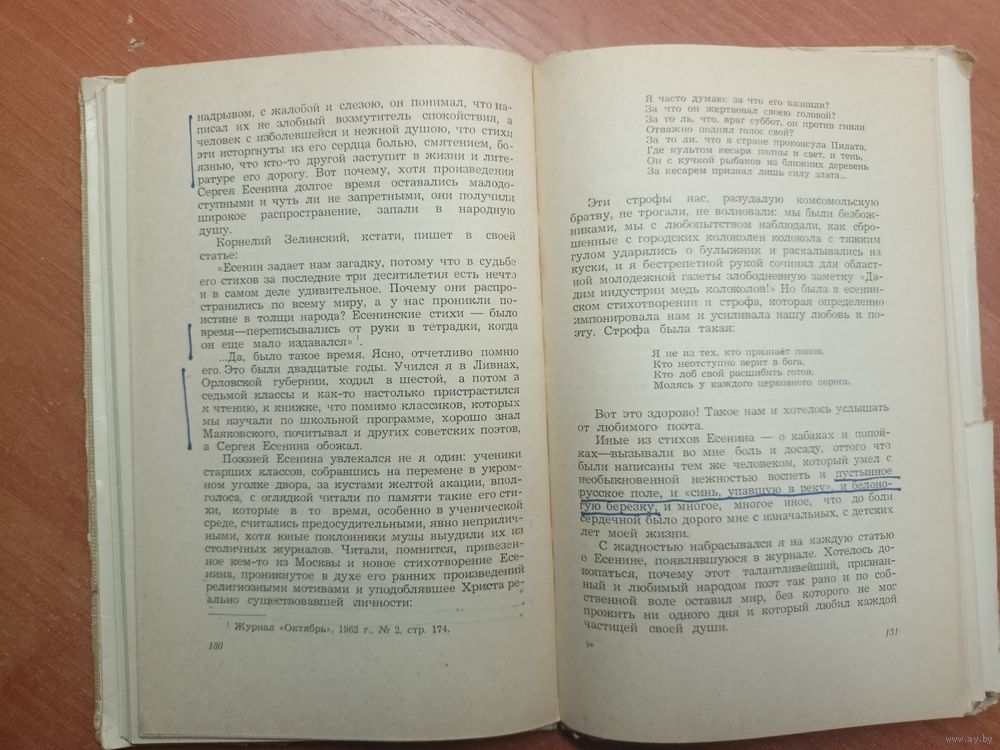 надрывом, с жалобой и слезою, он понимал, что на-
писал их не злобный возмутитель спокойствия, а
человек с изболевшейся и нежной душою, что стихи
эти исторгнуты из его сердца болью, смятением, бо-
язнью, что кто-то другой заступит в жизни и лите-
ратуре его дорогу. Вот почему, хотя произведения
Сергея Есенина долгое время оставались малодо-
ступными и чуть ли не запретными, они получили
широкое распространение, запали в народную
душу.
Корнелий Зелинский, кстати, пишет в своей
статье:
«Есенин задает нам загадку, потому что в судьбе
его стихов за последние три десятилетия есть нечто
и в самом деле удивительное. Почему они распро-
странились по всему миру, а у нас проникли по-
истине в толщи народа? Есенинские стихи — было
время—переписывались от руки в тетрадки, когда
он еще мало издавался» ¹.
...Да, было такое время. Ясно, отчетливо помню
его. Это были двадцатые годы. Учился я в Ливнах,
Орловской губернии, ходил в шестой, а потом в
седьмой классы и как-то настолько пристрастился
к чтению, к книжке, что помимо классиков, которых
мы изучали по школьной программе, хорошо знал
Маяковского, почитывал и других советских поэтов,
а Сергея Есенина обожал.
Поэзией Есенина увлекался не я один: ученики
старших классов, собравшись на перемене в укром-
ном уголке двора, за кустами желтой акации, впол-
голоса, с оглядкой читали по памяти такие его сти-
хи, которые в то время, особенно в ученической
среде, считались предосудительными, явно неприлич-
ными, хотя юные поклонники музы выудили их из
столичных журналов. Читали, помнится, привезен-
ное кем-то из Москвы и новое стихотворение Есе-
нина, проникнутое в духе его ранних произведений
религиозными мотивами и уподоблявшее Христа ре-
ально существовавшей личности:
¹ Журнал «Октябрь», 1962 г., № 2, стр. 174.
130
Я часто думаю: за что его казнили?
За что он жертвовал своею головой?
За то ль, что, враг суббот, он против гнили
Отважно поднял голос свой?
За то ли, что в стране проконсула Пилата,
Где культом кесаря полны и свет, и тень,
Он с кучкой рыбаков из ближних деревень
За кесарем признал лишь силу злата...
Эти строфы нас, разудалую комсомольскую
братву, не трогали, не волновали: мы были безбож-
никами, мы с любопытством наблюдали, как сбро-
шенные с городских колоколен колокола с тяжким
гулом ударялись о булыжник и раскалывались на
куски, и я бестрепетной рукой сочинял для област-
ной молодежной газеты злободневную заметку «Да-
дим индустрии медь колоколов!» Но была в есенин-
ском стихотворении и строфа, которая определенно
импонировала нам и усиливала нашу любовь к по-
эту. Строфа была такая:
Я не из тех, кто признаёт попов,
Кто неотступно верит в бога,
Кто лоб свой расшибить готов,
Молясь у каждого церковного порога.
Вот это здорово! Такое нам и хотелось услышать
от любимого поэта.
Иные из стихов Есенина — о кабаках и попой-
ках—вызывали во мне боль и досаду, оттого что
были написаны тем же человеком, который умел с
необыкновенной нежностью воспеть и пустынное
русское поле, и «синь, упавшую в реку», и белоно-
гую березку, и многое, многое иное, что до боли
сердечной было дорого мне с изначальных, с детских
лет моей жизни.
С жадностью набрасывался я на каждую статью
о Есенине, появлявшуюся в журнале. Хотелось до-
копаться, почему этот талантливейший, признан-
ный и любимый народом поэт так рано и по соб-
ственной воле оставил мир, без которого не мог
прожить ни одного дня и который любил каждой
частицей своей души.
9*
131
www.ay.by